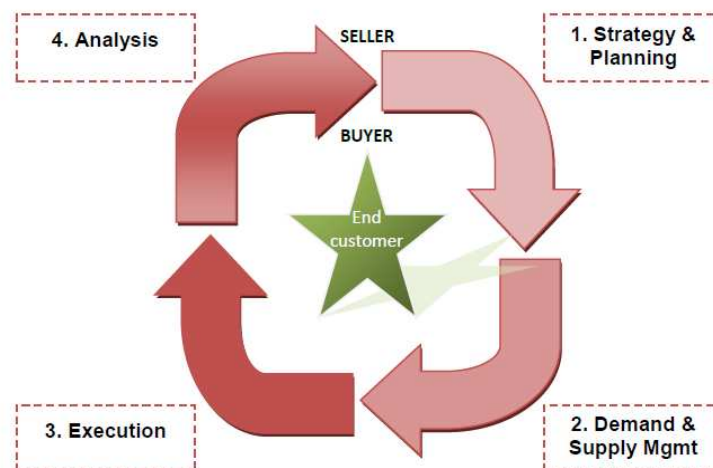 4. Analysis
SELLER
1. Strategy &
Planning
BUYER
End
customer
3. Execution
2. Demand &
Supply Mgmt